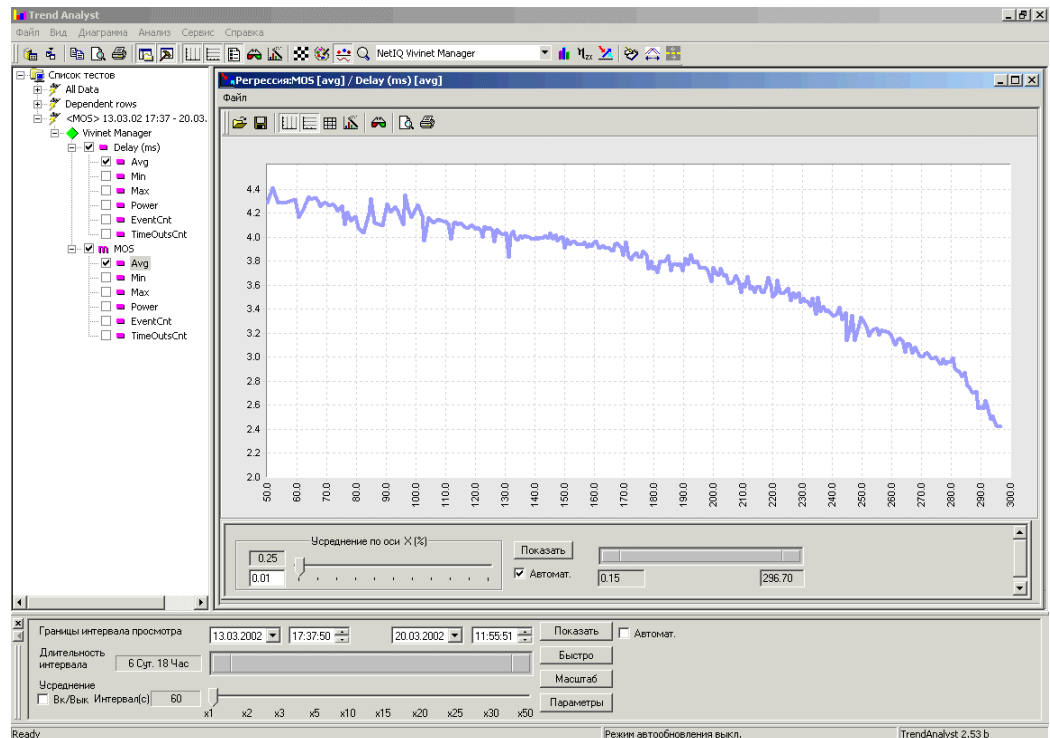 Trend Analyst
Файл Вид Диаграмма Анализ Сервис Справка
NetIQ Vivinet Manager
Список тестов
All Data
Dependent rows
<MOS> 13.03.02 17:37 - 20.03.
Vivinet Manager
Delay (ms)
Avg
Min
Max
Power
EventCnt
TimeOutsCnt
m MOS
Avg
Min
Max
Power
EventCnt
TimeOutsCnt
Регрессия:MOS [avg] / Delay (ms) [avg]
Файл
4.4
4.2
4.0
3.8
3.6
3.4
3.2
3.0
2.8
2.6
2.4
2.2
2.0
50.0 60.0 70.0 80.0 90.0 100.0 110.0 120.0 130.0 140.0 150.0 160.0 170.0 180.0 190.0 200.0 210.0 220.0 230.0 240.0 250.0 260.0 270.0 280.0 290.0 300.0
Усреднение по оси X (%)
0.25
0.01
Показать
Автомат.
0.15 296.70
Границы интервала просмотра 13.03.2002 17:37:50 20.03.2002 11:55:51 Показать Автомат.
Длительность интервала 6 Сут. 18 Час Быстро
Масштаб
Усреднение
Вк/Вык Интервал(с) 60 Параметры
x1 x2 x3 x5 x10 x15 x20 x25 x30 x50
Ready Режим автообновления выкл. TrendAnalyst 2.53 b